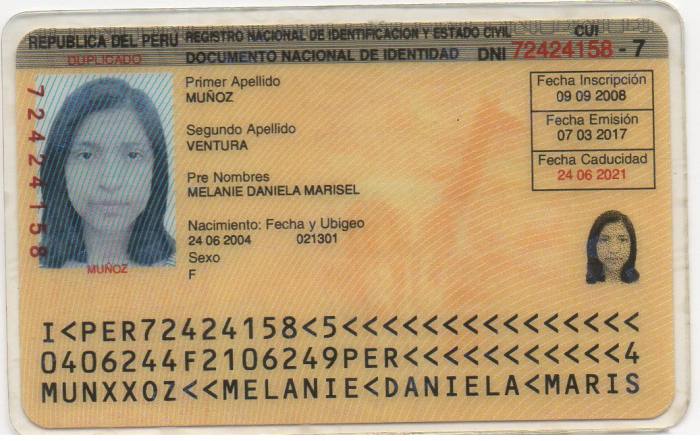 REPUBLICA DEL PERU REGISTRO NACIONAL DE IDENTIFICACION Y ESTADO CIVIL CUI
DUPLICADO DOCUMENTO NACIONAL DE IDENTIDAD DNI 72424158 - 7
Primer Apellido
MUÑOZ
Segundo Apellido
VENTURA
Pre Nombres
MELANIE DANIELA MARISEL
Nacimiento: Fecha y Ubigeo
24 06 2004 021301
Sexo
F
Fecha Inscripción
09 09 2008
Fecha Emisión
07 03 2017
Fecha Caducidad
24 06 2021
72424158
MUÑOZ
I<PER72424158<5<<<<<<<<<<<<<<<
0406244F2106249PER<<<<<<<<<<<4
MUNXXOZ<<MELANIE<DANIELA<MARIS